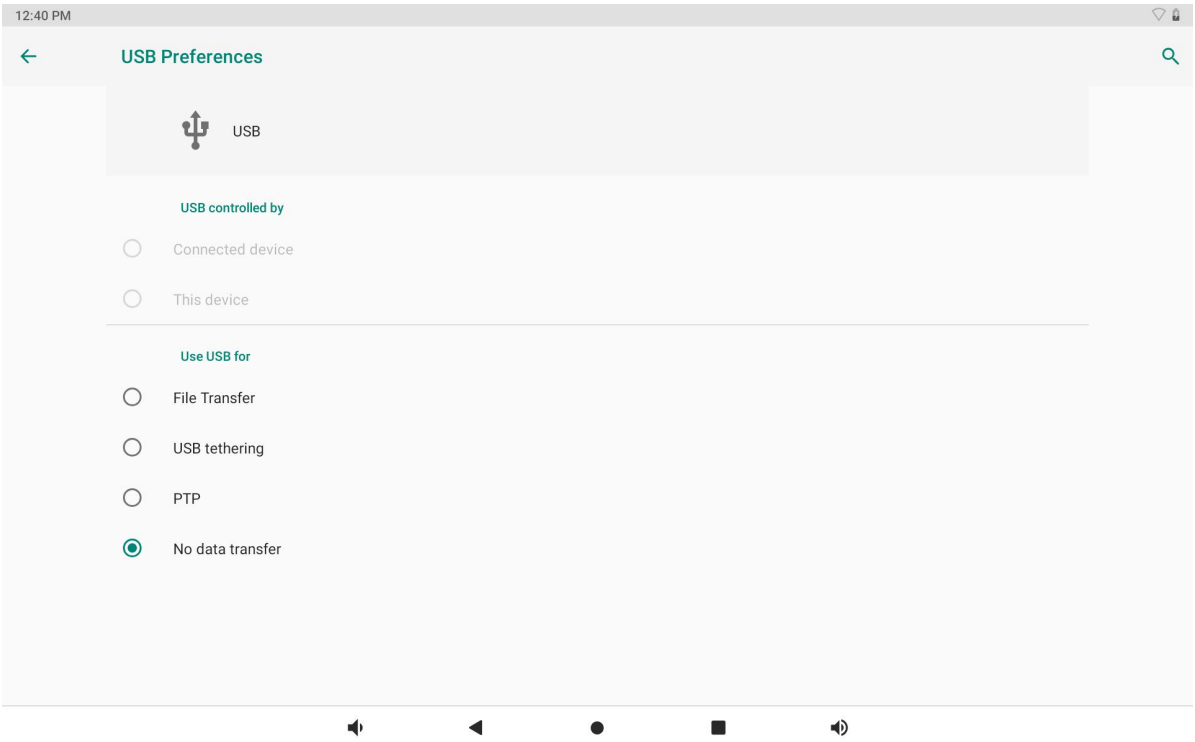 12:40 PM
USB Preferences
USB
USB controlled by
Connected device
This device
Use USB for
File Transfer
USB tethering
PTP
No data transfer